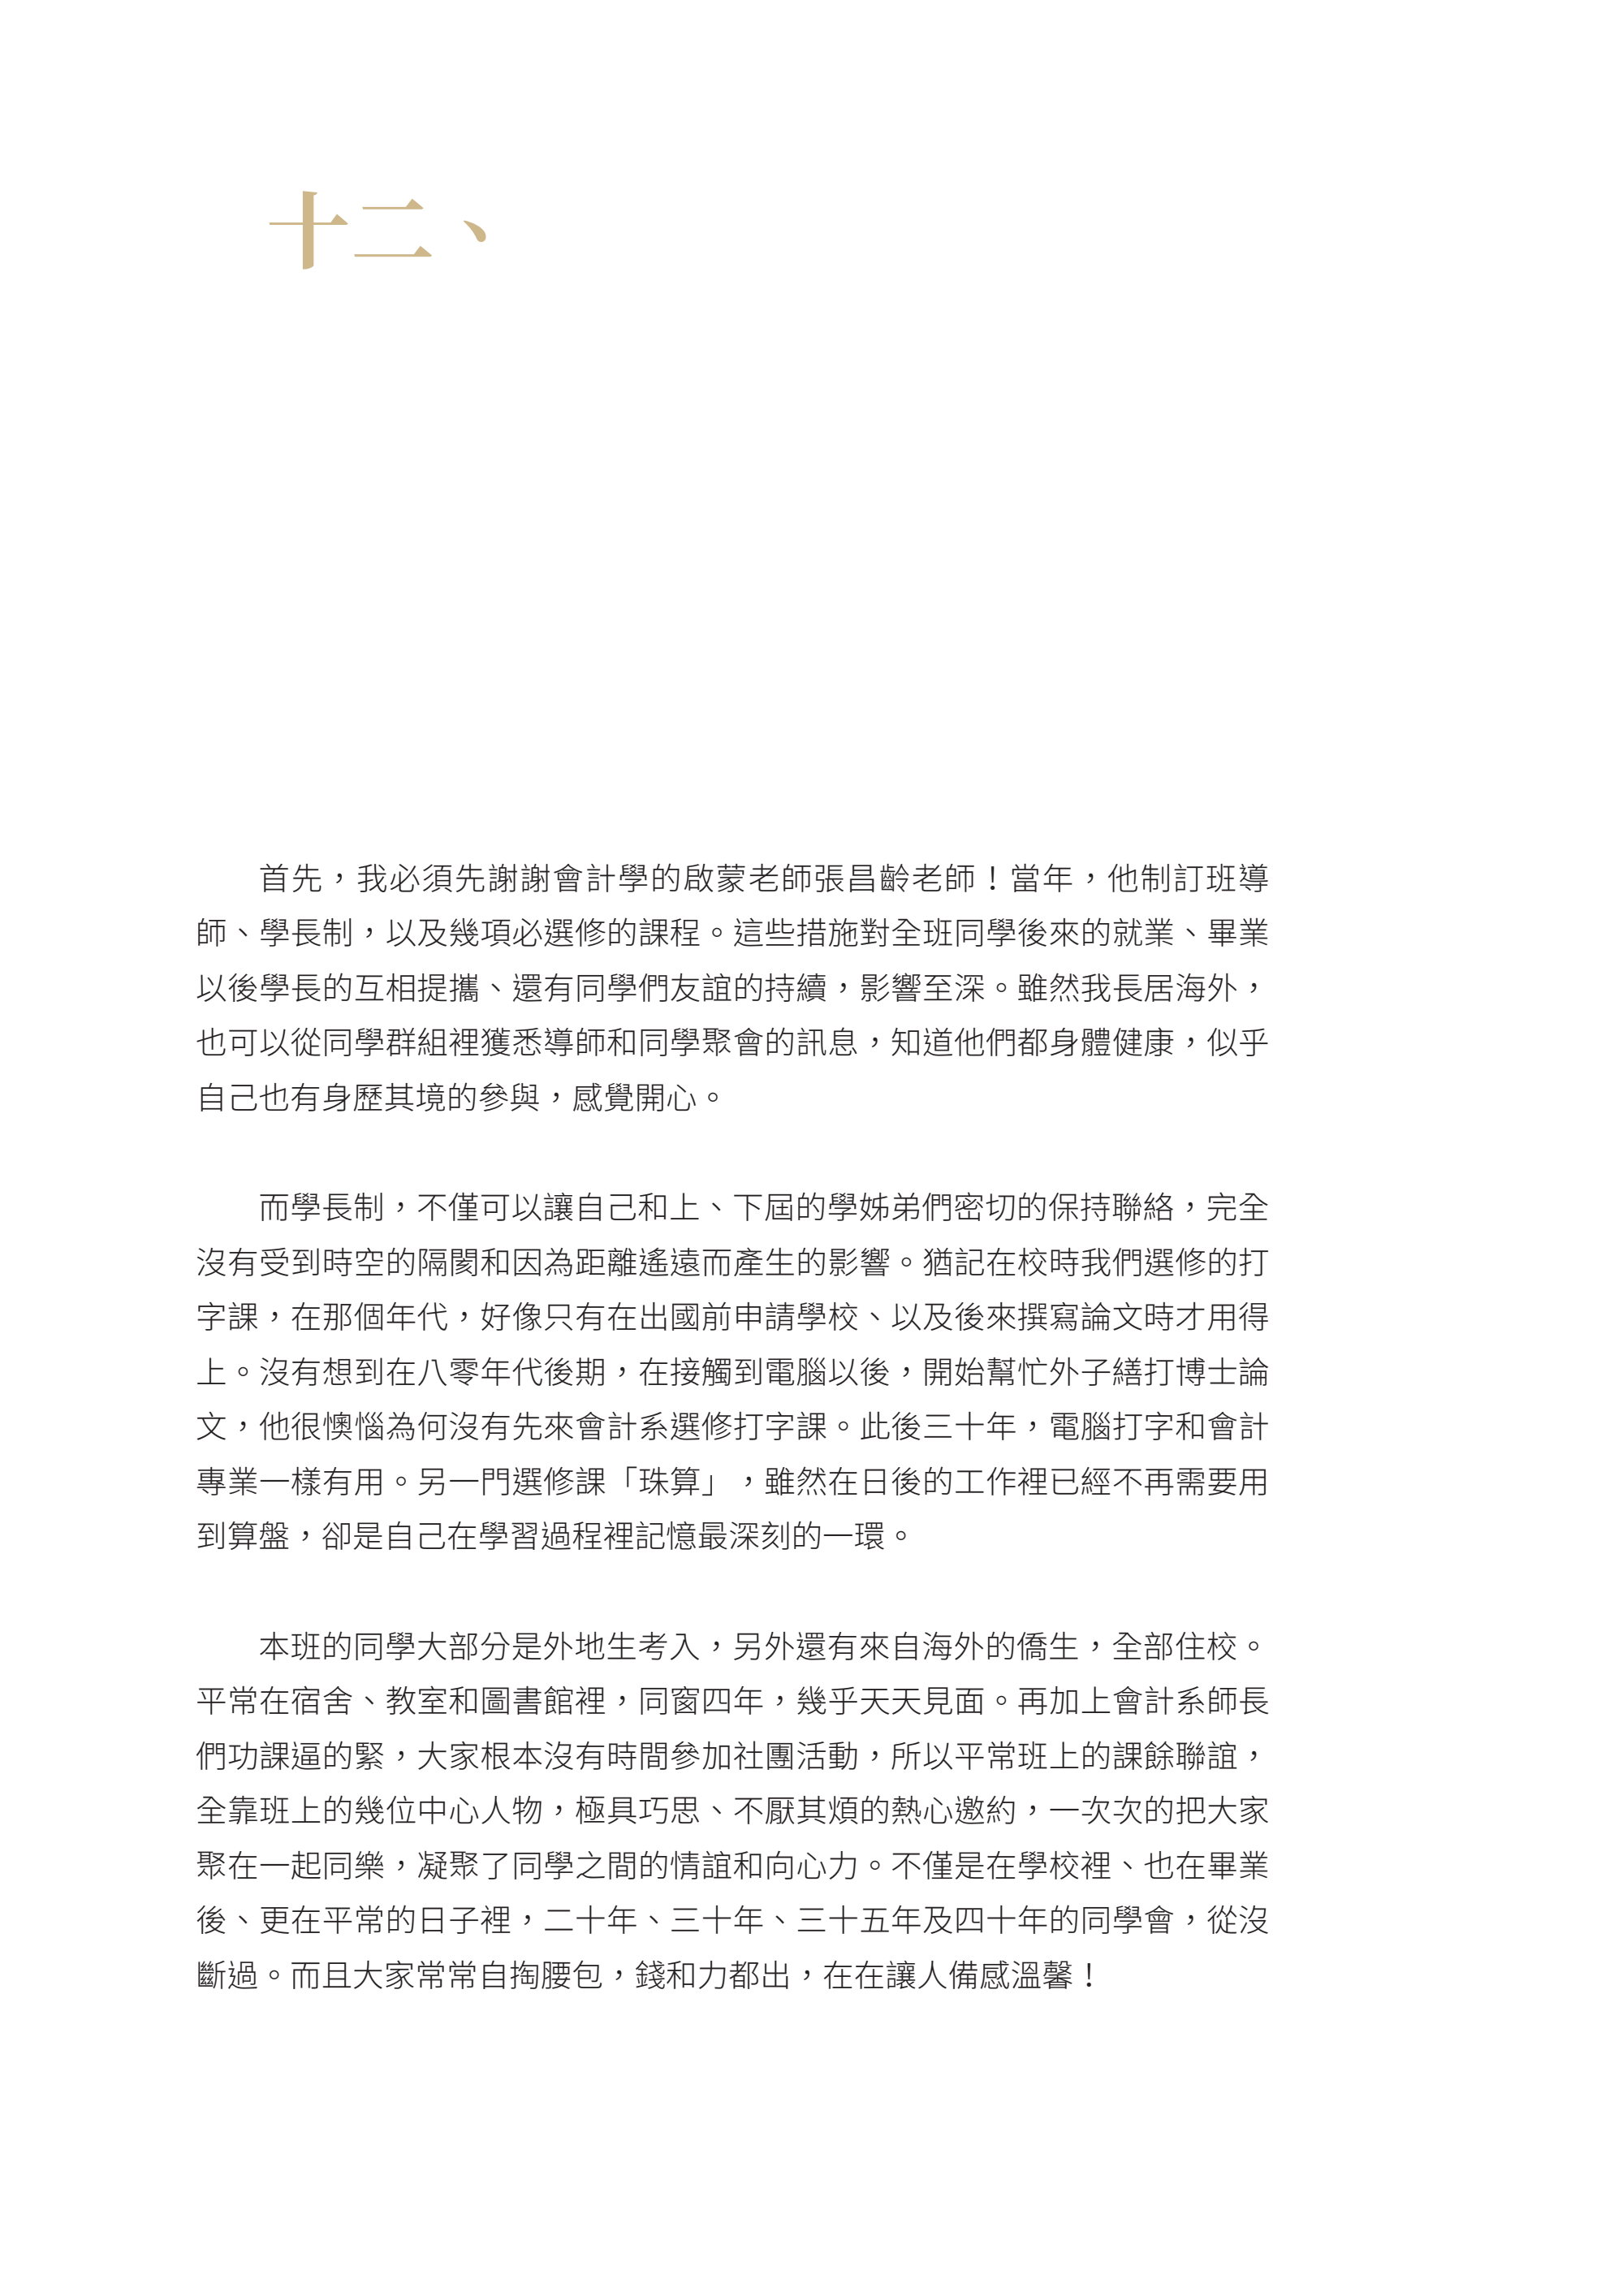 十二、
首先，我必須先謝謝會計學的啟蒙老師張昌齡老師！當年，他制訂班導
師、學長制，以及幾項必選修的課程。這些措施對全班同學後來的就業、畢業
以後學長的互相提攜、還有同學們友誼的持續，影響至深。雖然我長居海外，
也可以從同學群組裡獲悉導師和同學聚會的訊息，知道他們都身體健康，似乎
自己也有身歷其境的參與，感覺開心。
而學長制，不僅可以讓自己和上、下屆的學姊弟們密切的保持聯絡，完全
沒有受到時空的隔閡和因為距離遙遠而產生的影響。猶記在校時我們選修的打
字課，在那個年代，好像只有在出國前申請學校、以及後來撰寫論文時才用得
上。沒有想到在八零年代後期，在接觸到電腦以後，開始幫忙外子繕打博士論
文，他很懊惱為何沒有先來會計系選修打字課。此後三十年，電腦打字和會計
專業一樣有用。另一門選修課「珠算」，雖然在日後的工作裡已經不再需要用
到算盤，卻是自己在學習過程裡記憶最深刻的一環。
本班的同學大部分是外地生考入，另外還有來自海外的僑生，全部住校。
平常在宿舍、教室和圖書館裡，同窗四年，幾乎天天見面。再加上會計系師長
們功課逼的緊，大家根本沒有時間參加社團活動，所以平常班上的課餘聯誼，
全靠班上的幾位中心人物，極具巧思、不厭其煩的熱心邀約，一次次的把大家
聚在一起同樂，凝聚了同學之間的情誼和向心力。不僅是在學校裡、也在畢業
後、更在平常的日子裡，二十年、三十年、三十五年及四十年的同學會，從沒
斷過。而且大家常常自掏腰包，錢和力都出，在在讓人備感溫馨！